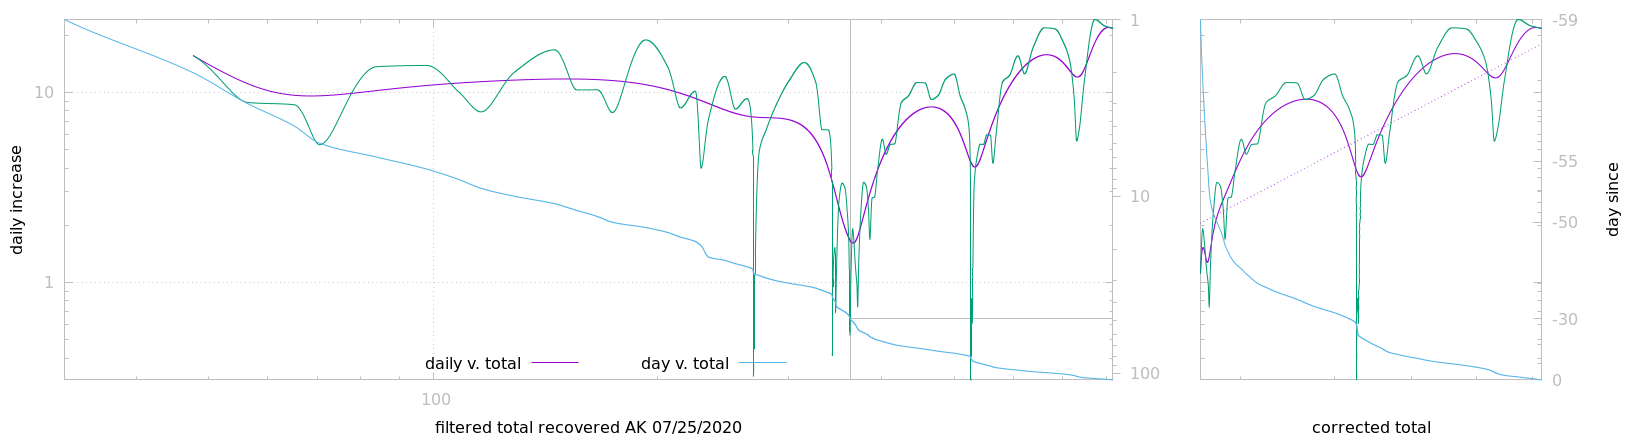 daily increase
10
1
daily v. total
day v. total
100
1
10
100
filtered total recovered AK 07/25/2020
-59
-55
-50
-30
0
day since
corrected total